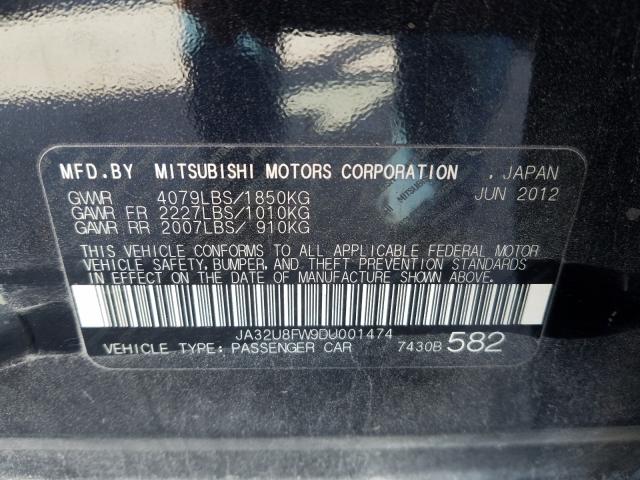 MFD.BY MITSUBISHI MOTORS CORPORATION , JAPAN
GVWR 4079LBS/1850KG JUN 2012
GAWR FR 2227LBS/1010KG
GAWR RR 2007LBS/ 910KG
THIS VEHICLE CONFORMS TO ALL APPLICABLE FEDERAL MOTOR
VEHICLE SAFETY, BUMPER, AND THEFT PREVENTION STANDARDS
IN EFFECT ON THE DATE OF MANUFACTURE SHOWN ABOVE.
JA32U8FW9DU001474
VEHICLE TYPE: PASSENGER CAR 7430B 582